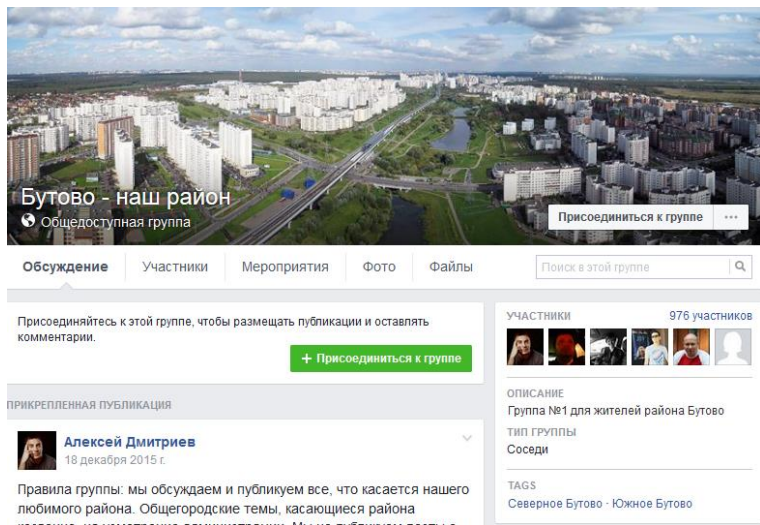 Бутово - наш район
Общедоступная группа
Присоединиться к группе
Обсуждение Участники Мероприятия Фото Файлы Поиск в этой группе
Присоединяйтесь к этой группе, чтобы размещать публикации и оставлять
комментарии.
+ Присоединиться к группе
ПРИКРЕПЛЕННАЯ ПУБЛИКАЦИЯ
Алексей Дмитриев
18 декабря 2015 г.
Правила группы: мы обсуждаем и публикуем все, что касается нашего
любимого района. Общегородские темы, касающиеся района
УЧАСТНИКИ 976 участников
ОПИСАНИЕ
Группа №1 для жителей района Бутово
ТИП ГРУППЫ
Соседи
TAGS
Северное Бутово · Южное Бутово